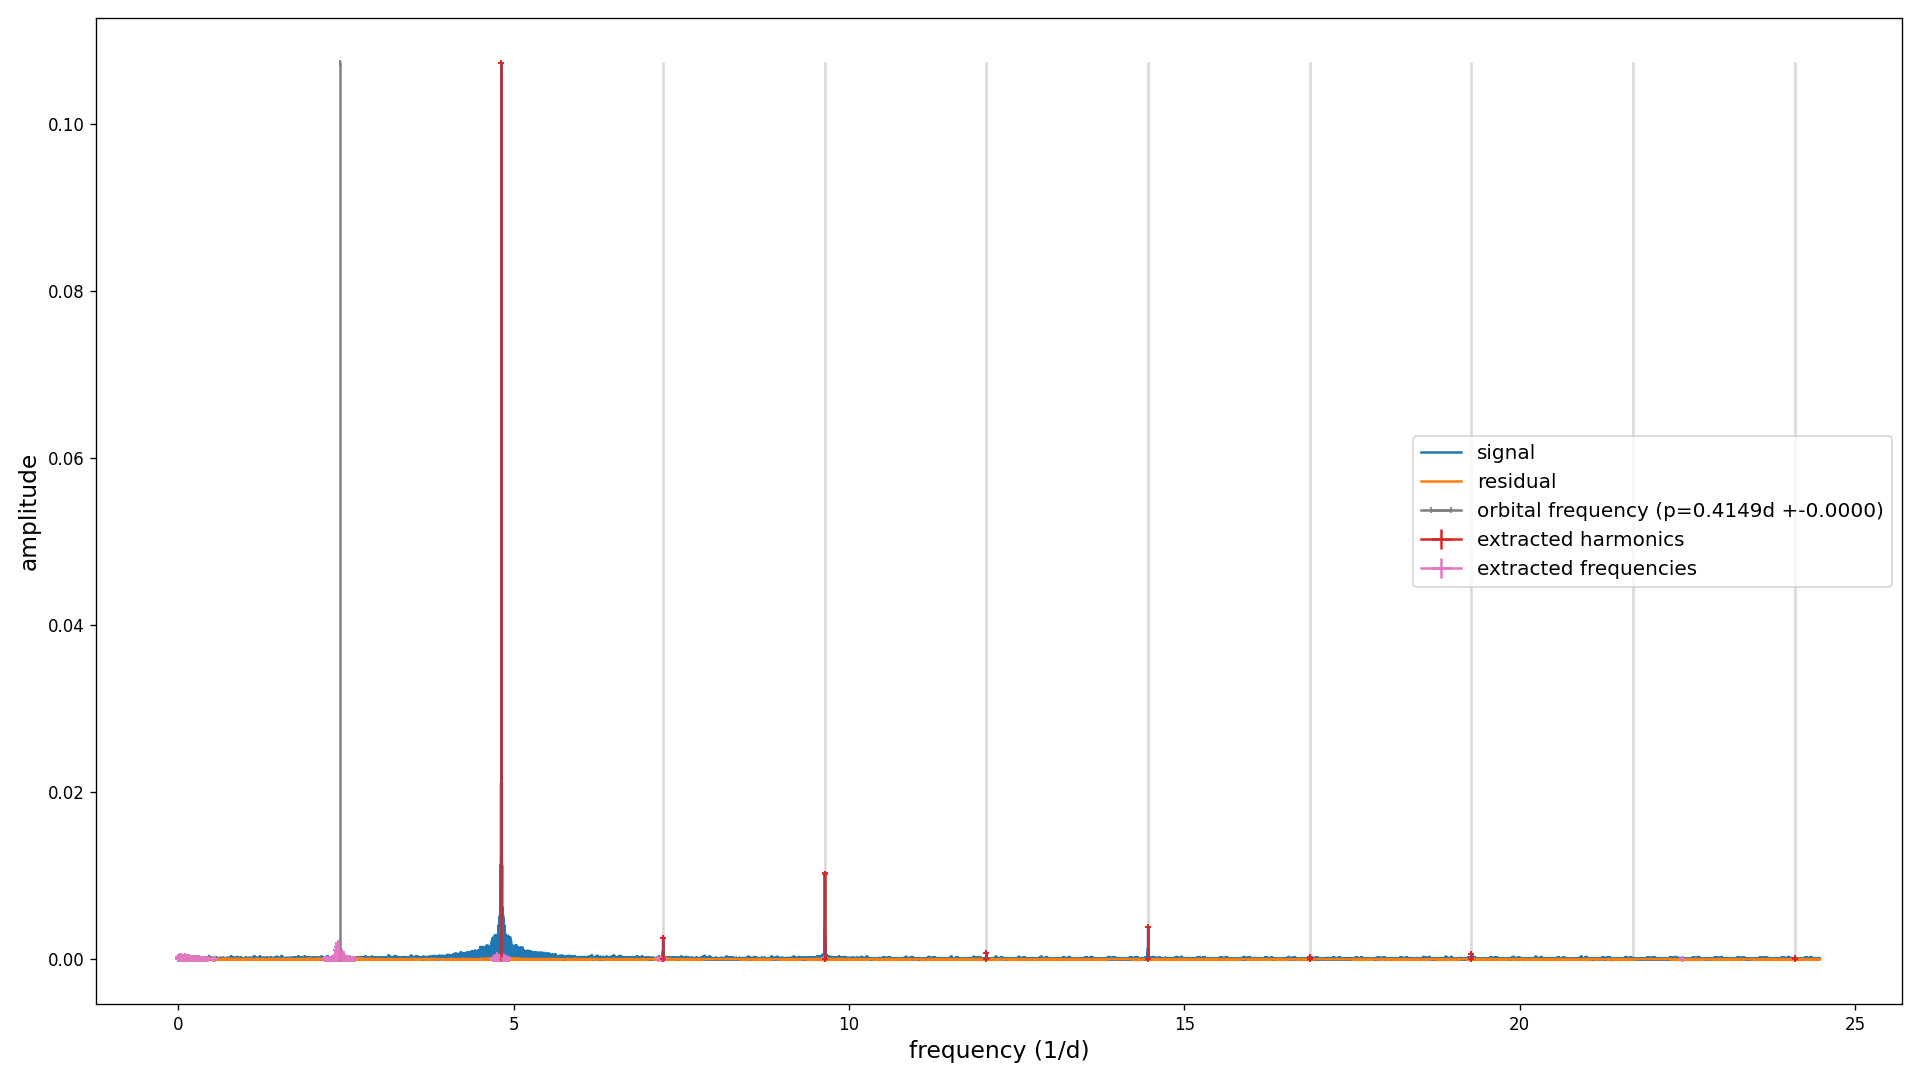 0.10
0.08
0.06
0.04
0.02
0.00
amplitude
0
5
10
15
20
25
frequency (1/d)
signal
residual
orbital frequency (p=0.4149d +-0.0000)
extracted harmonics
extracted frequencies